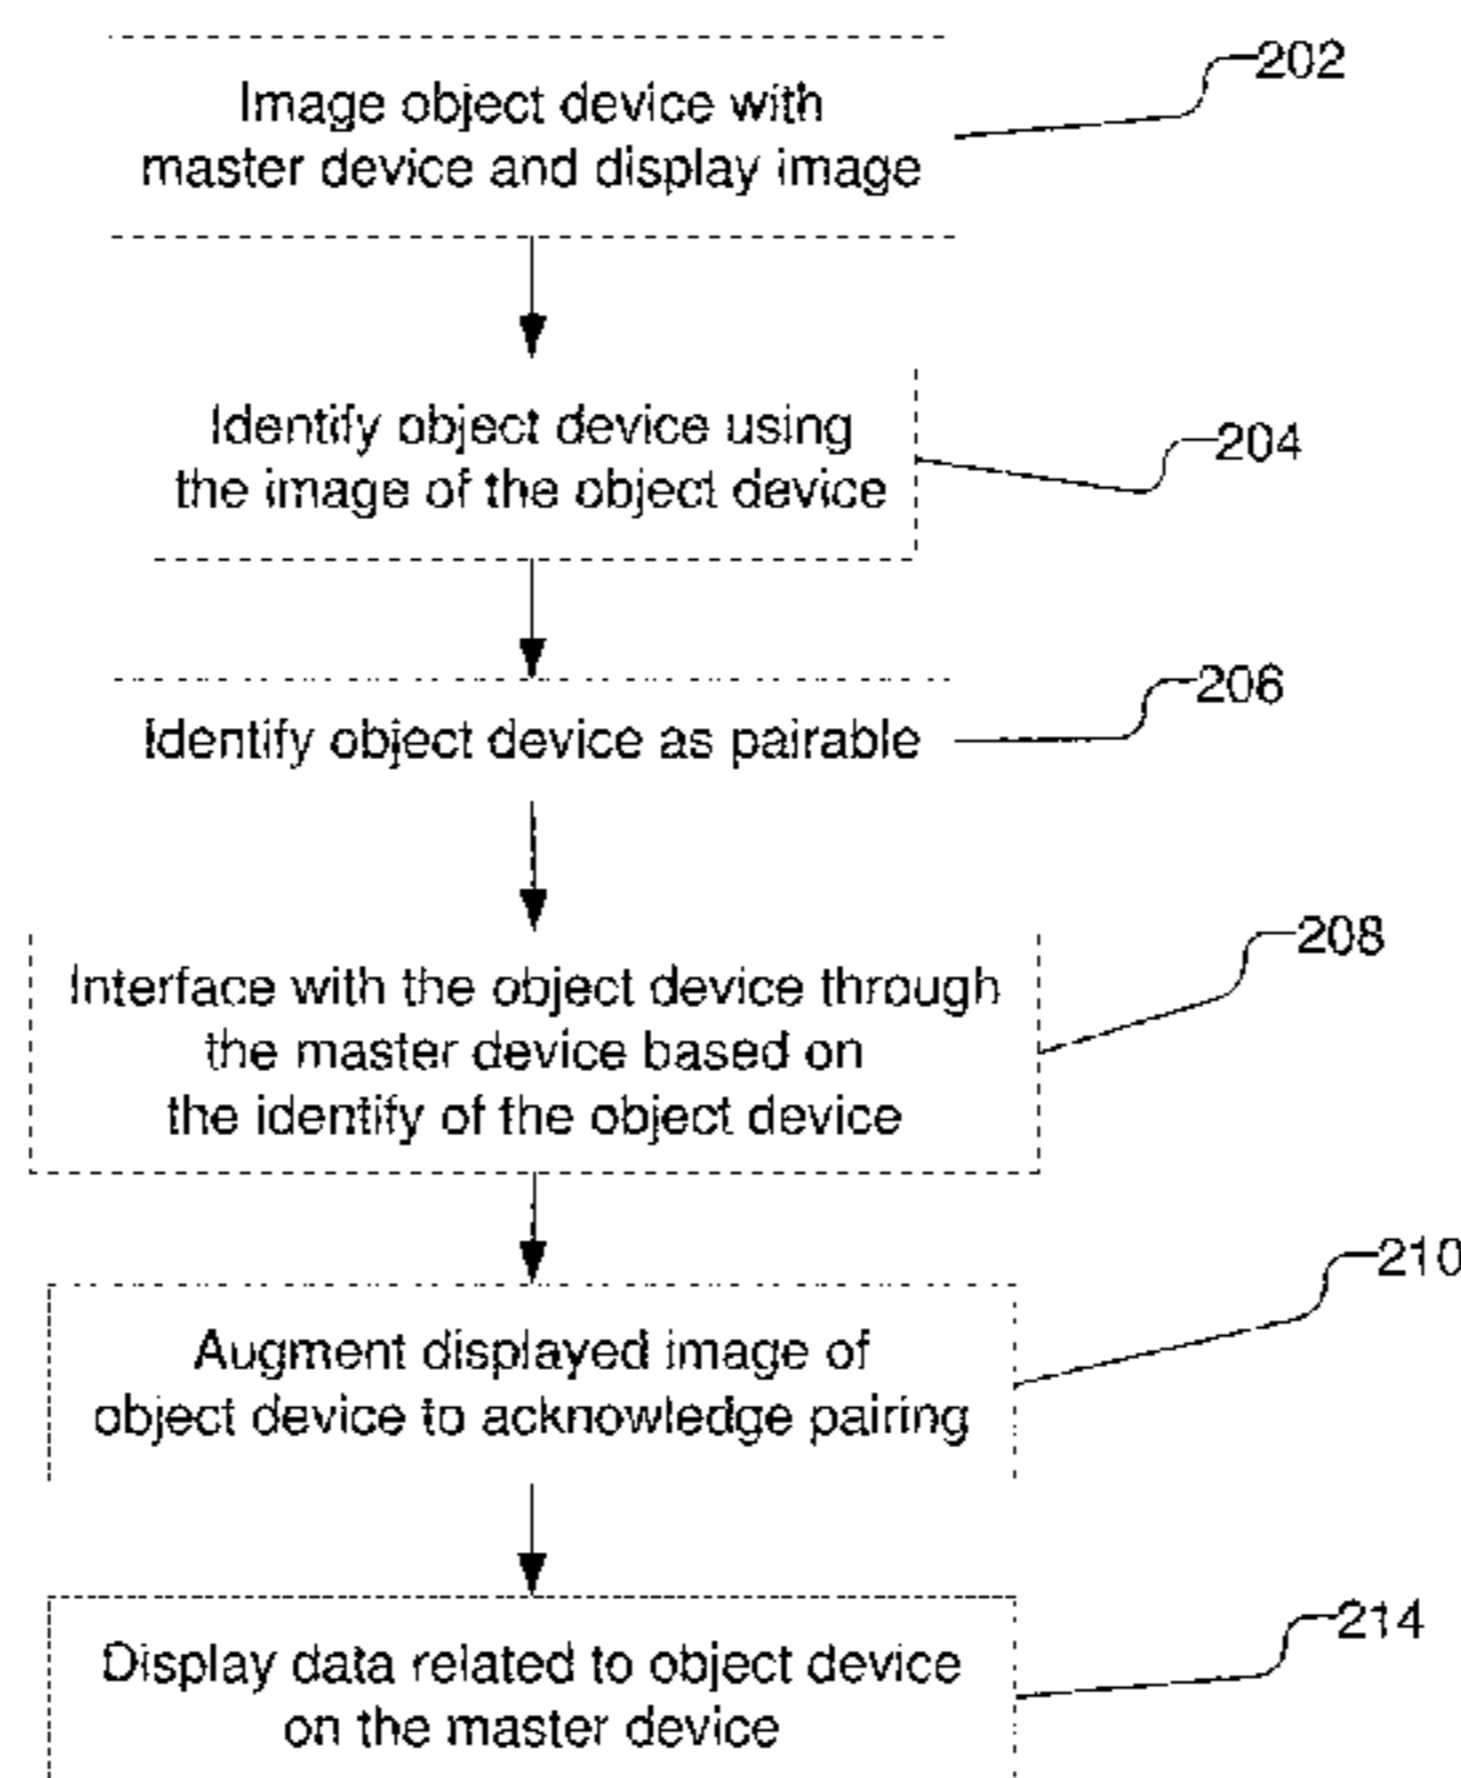 202
Image object device with
master device and display image
Identify object device using
the image of the object device
204
206
Identify object device as pairable
208
Interface with the object device through
the master device based on
the identify of the object device
210
Augment displayed image of
object device to acknowledge pairing
214
Display data related to object device
on the master device